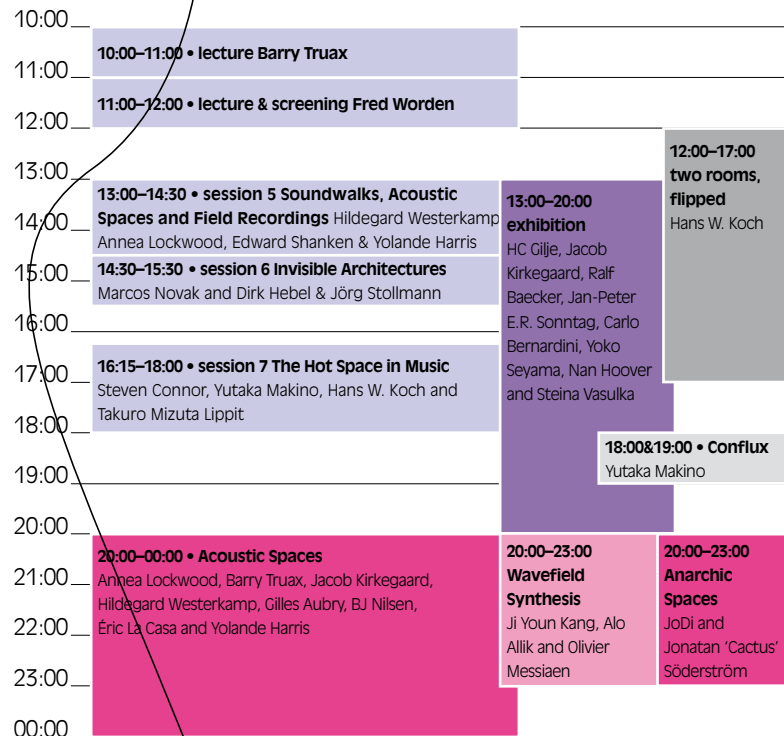 10:00
11:00
12:00
13:00
14:00
15:00
16:00
17:00
18:00
19:00
20:00
21:00
22:00
23:00
00:00
10:00–11:00 • lecture Barry Truax
11:00–12:00 • lecture & screening Fred Worden
13:00–14:30 • session 5 Soundwalks, Acoustic
Spaces and Field Recordings Hildegard Westerkamp
Annea Lockwood, Edward Shanken & Yolande Harris
14:30–15:30 • session 6 Invisible Architectures
Marcos Novak and Dirk Hebel & Jörg Stollmann
16:15–18:00 • session 7 The Hot Space in Music
Steven Connor, Yutaka Makino, Hans W. Koch and
Takuro Mizuta Lippit
20:00–00:00 • Acoustic Spaces
Annea Lockwood, Barry Truax, Jacob Kirkegaard,
Hildegard Westerkamp, Gilles Aubry, BJ Nilsen,
Éric La Casa and Yolande Harris
13:00–20:00
exhibition
HC Gilje, Jacob
Kirkegaard, Ralf
Baecker, Jan-Peter
E.R. Sonntag, Carlo
Bernardini, Yoko
Seyama, Nan Hoover
and Steina Vasulka
12:00–17:00
two rooms,
flipped
Hans W. Koch
18:00&19:00 • Conflux
Yutaka Makino
20:00–23:00
Wavefield
Synthesis
Ji Youn Kang, Alo
Allik and Olivier
Messiaen
20:00–23:00
Anarchic
Spaces
JoDi and
Jonatan ‘Cactus’
Söderström